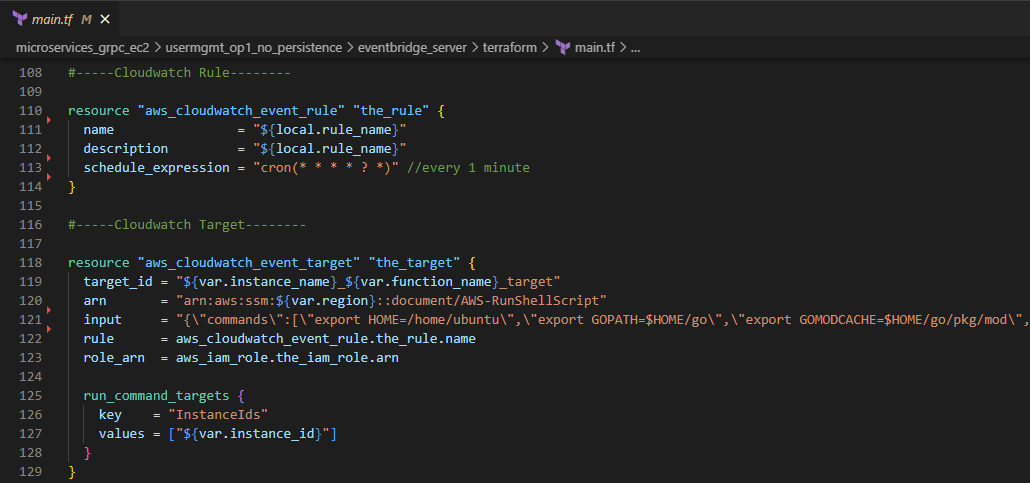 main.tf M ×
microservices_grpc_ec2 > usermgmt_op1_no_persistence > eventbridge_server > terraform > main.tf > ...
108 #-----Cloudwatch Rule--------
109
110 resource "aws_cloudwatch_event_rule" "the_rule" {
111   name                = "${local.rule_name}"
112   description         = "${local.rule_name}"
113   schedule_expression = "cron(* * * * ? *)" //every 1 minute
114 }
115
116 #-----Cloudwatch Target--------
117
118 resource "aws_cloudwatch_event_target" "the_target" {
119   target_id = "${var.instance_name}_${var.function_name}_target"
120   arn       = "arn:aws:ssm:${var.region}::document/AWS-RunShellScript"
121   input     = "{\"commands\":[\"export HOME=/home/ubuntu\",\"export GOPATH=$HOME/go\",\"export GOMODCACHE=$HOME/go/pkg/mod\",
122   rule      = aws_cloudwatch_event_rule.the_rule.name
123   role_arn  = aws_iam_role.the_iam_role.arn
124
125   run_command_targets {
126     key    = "InstanceIds"
127     values = ["${var.instance_id}"]
128   }
129 }